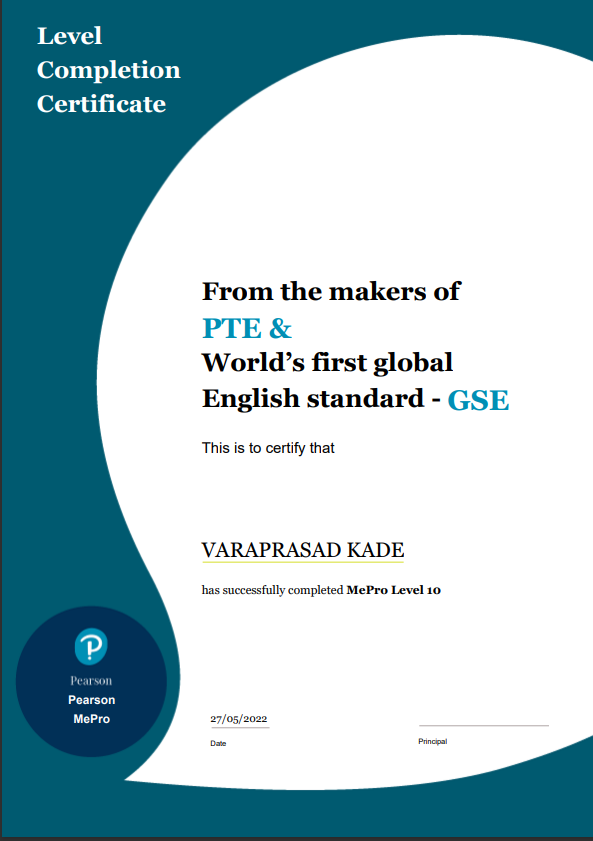 Level
Completion
Certificate
From the makers of
PTE &
World’s first global
English standard - GSE
This is to certify that
VARAPRASAD KADE
has successfully completed MePro Level 10
Pearson
Pearson
MePro
27/05/2022
Date
Principal